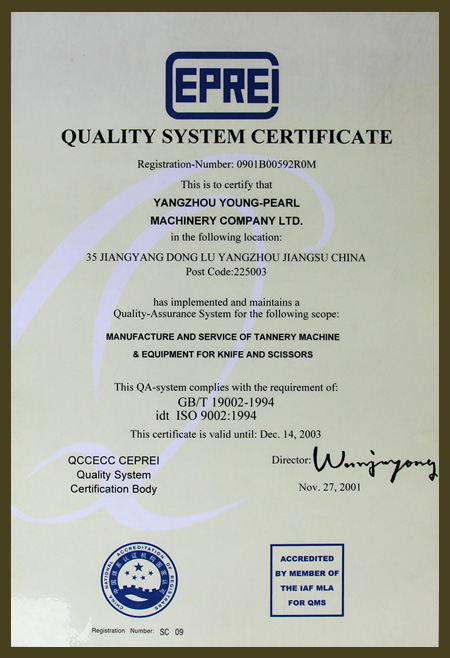 CEPREI
QUALITY SYSTEM CERTIFICATE
Registration-Number: 0901B00592R0M
This is to certify that
YANGZHOU YOUNG-PEARL
MACHINERY COMPANY LTD.
in the following location:
35 JIANGYANG DONG LU YANGZHOU JIANGSU CHINA
Post Code:225003
has implemented and maintains a
Quality-Assurance System for the following scope:
MANUFACTURE AND SERVICE OF TANNERY MACHINE
& EQUIPMENT FOR KNIFE AND SCISSORS
This QA-system complies with the requirement of:
GB/T 19002-1994
idt ISO 9002:1994
This certificate is valid until: Dec. 14, 2003
QCCECC CEPREI
Quality System
Certification Body
Director:
Nov. 27, 2001
CHINA NATIONAL ACCREDITATION OF REGISTRARS
Registration Number: SC 09
ACCREDITED
BY MEMBER OF
THE IAF MLA
FOR QMS